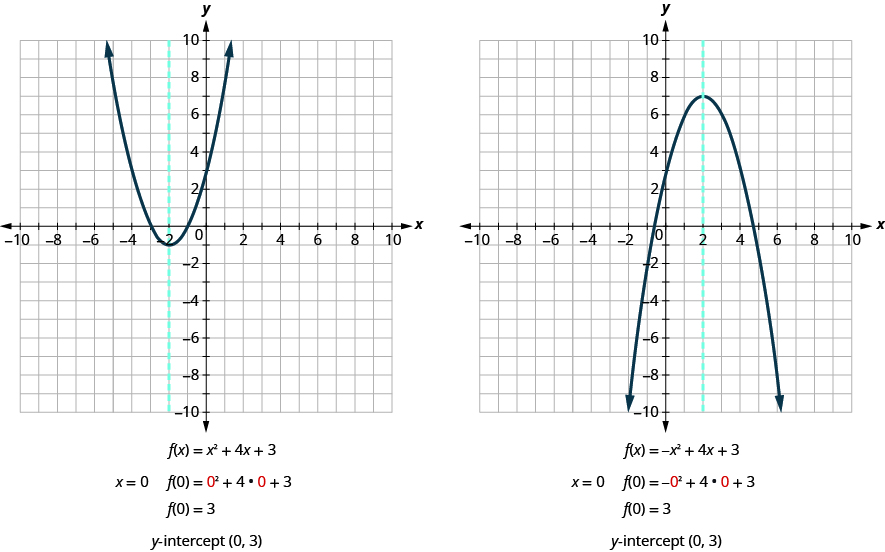 y
10
8
6
4
2
−10 −8 −6 −4 −2 0 2 4 6 8 10 x
−2
−4
−6
−8
−10
f(x) = x² + 4x + 3
x = 0 f(0) = 0² + 4 • 0 + 3
f(0) = 3
y-intercept (0, 3)
y
10
8
6
4
2
−10 −8 −6 −4 −2 0 2 4 6 8 10 x
−2
−4
−6
−8
−10
f(x) = −x² + 4x + 3
x = 0 f(0) = −0² + 4 • 0 + 3
f(0) = 3
y-intercept (0, 3)